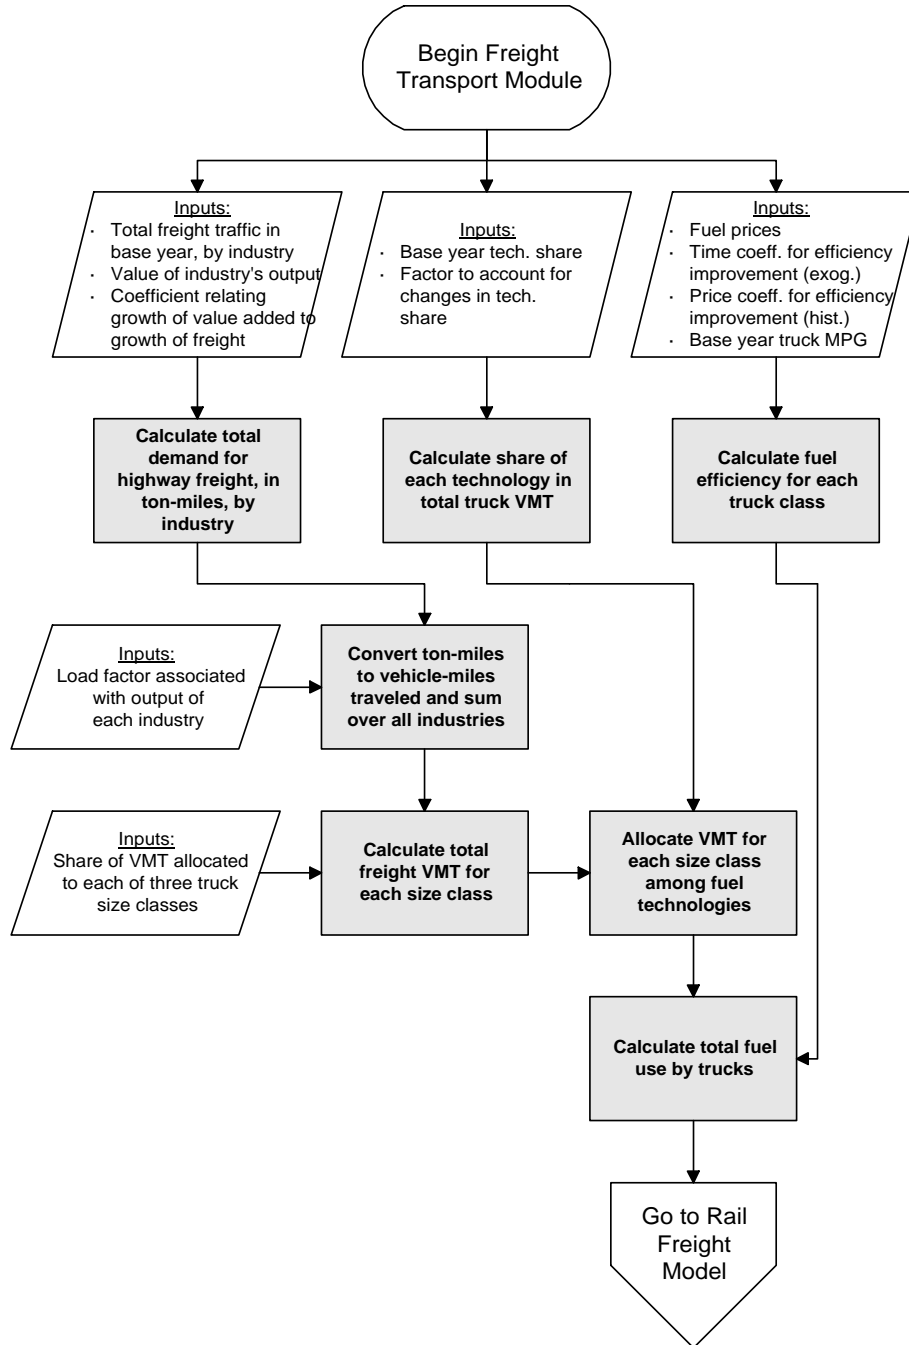 Begin Freight
Transport Module
Inputs:
· Total freight traffic in
base year, by industry
· Value of industry's output
· Coefficient relating
growth of value added to
growth of freight
Inputs:
· Base year tech. share
· Factor to account for
changes in tech.
share
Inputs:
· Fuel prices
· Time coeff. for efficiency
improvement (exog.)
· Price coeff. for efficiency
improvement (hist.)
· Base year truck MPG
Calculate total
demand for
highway freight, in
ton-miles, by
industry
Calculate share of
each technology in
total truck VMT
Calculate fuel
efficiency for each
truck class
Inputs:
Load factor associated
with output of
each industry
Convert ton-miles
to vehicle-miles
traveled and sum
over all industries
Inputs:
Share of VMT allocated
to each of three truck
size classes
Calculate total
freight VMT for
each size class
Allocate VMT for
each size class
among fuel
technologies
Calculate total fuel
use by trucks
Go to Rail
Freight
Model